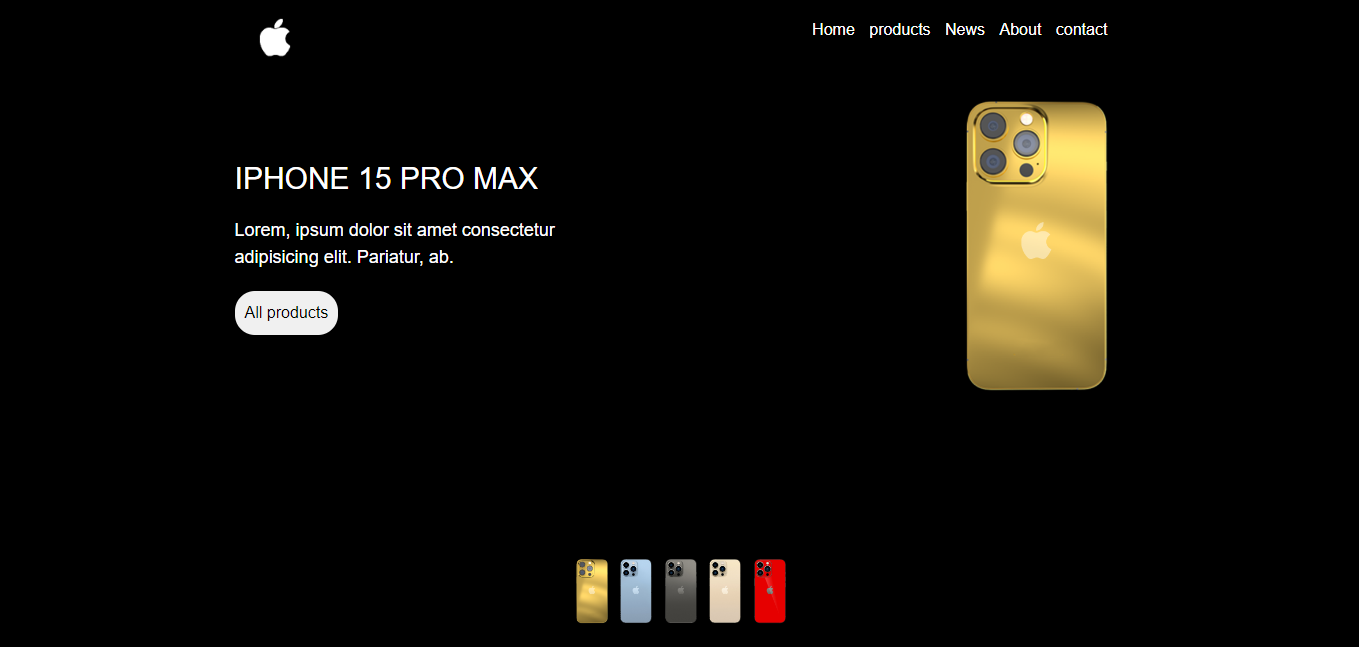 Home products News About contact
IPHONE 15 PRO MAX
Lorem, ipsum dolor sit amet consectetur
adipisicing elit. Pariatur, ab.
All products